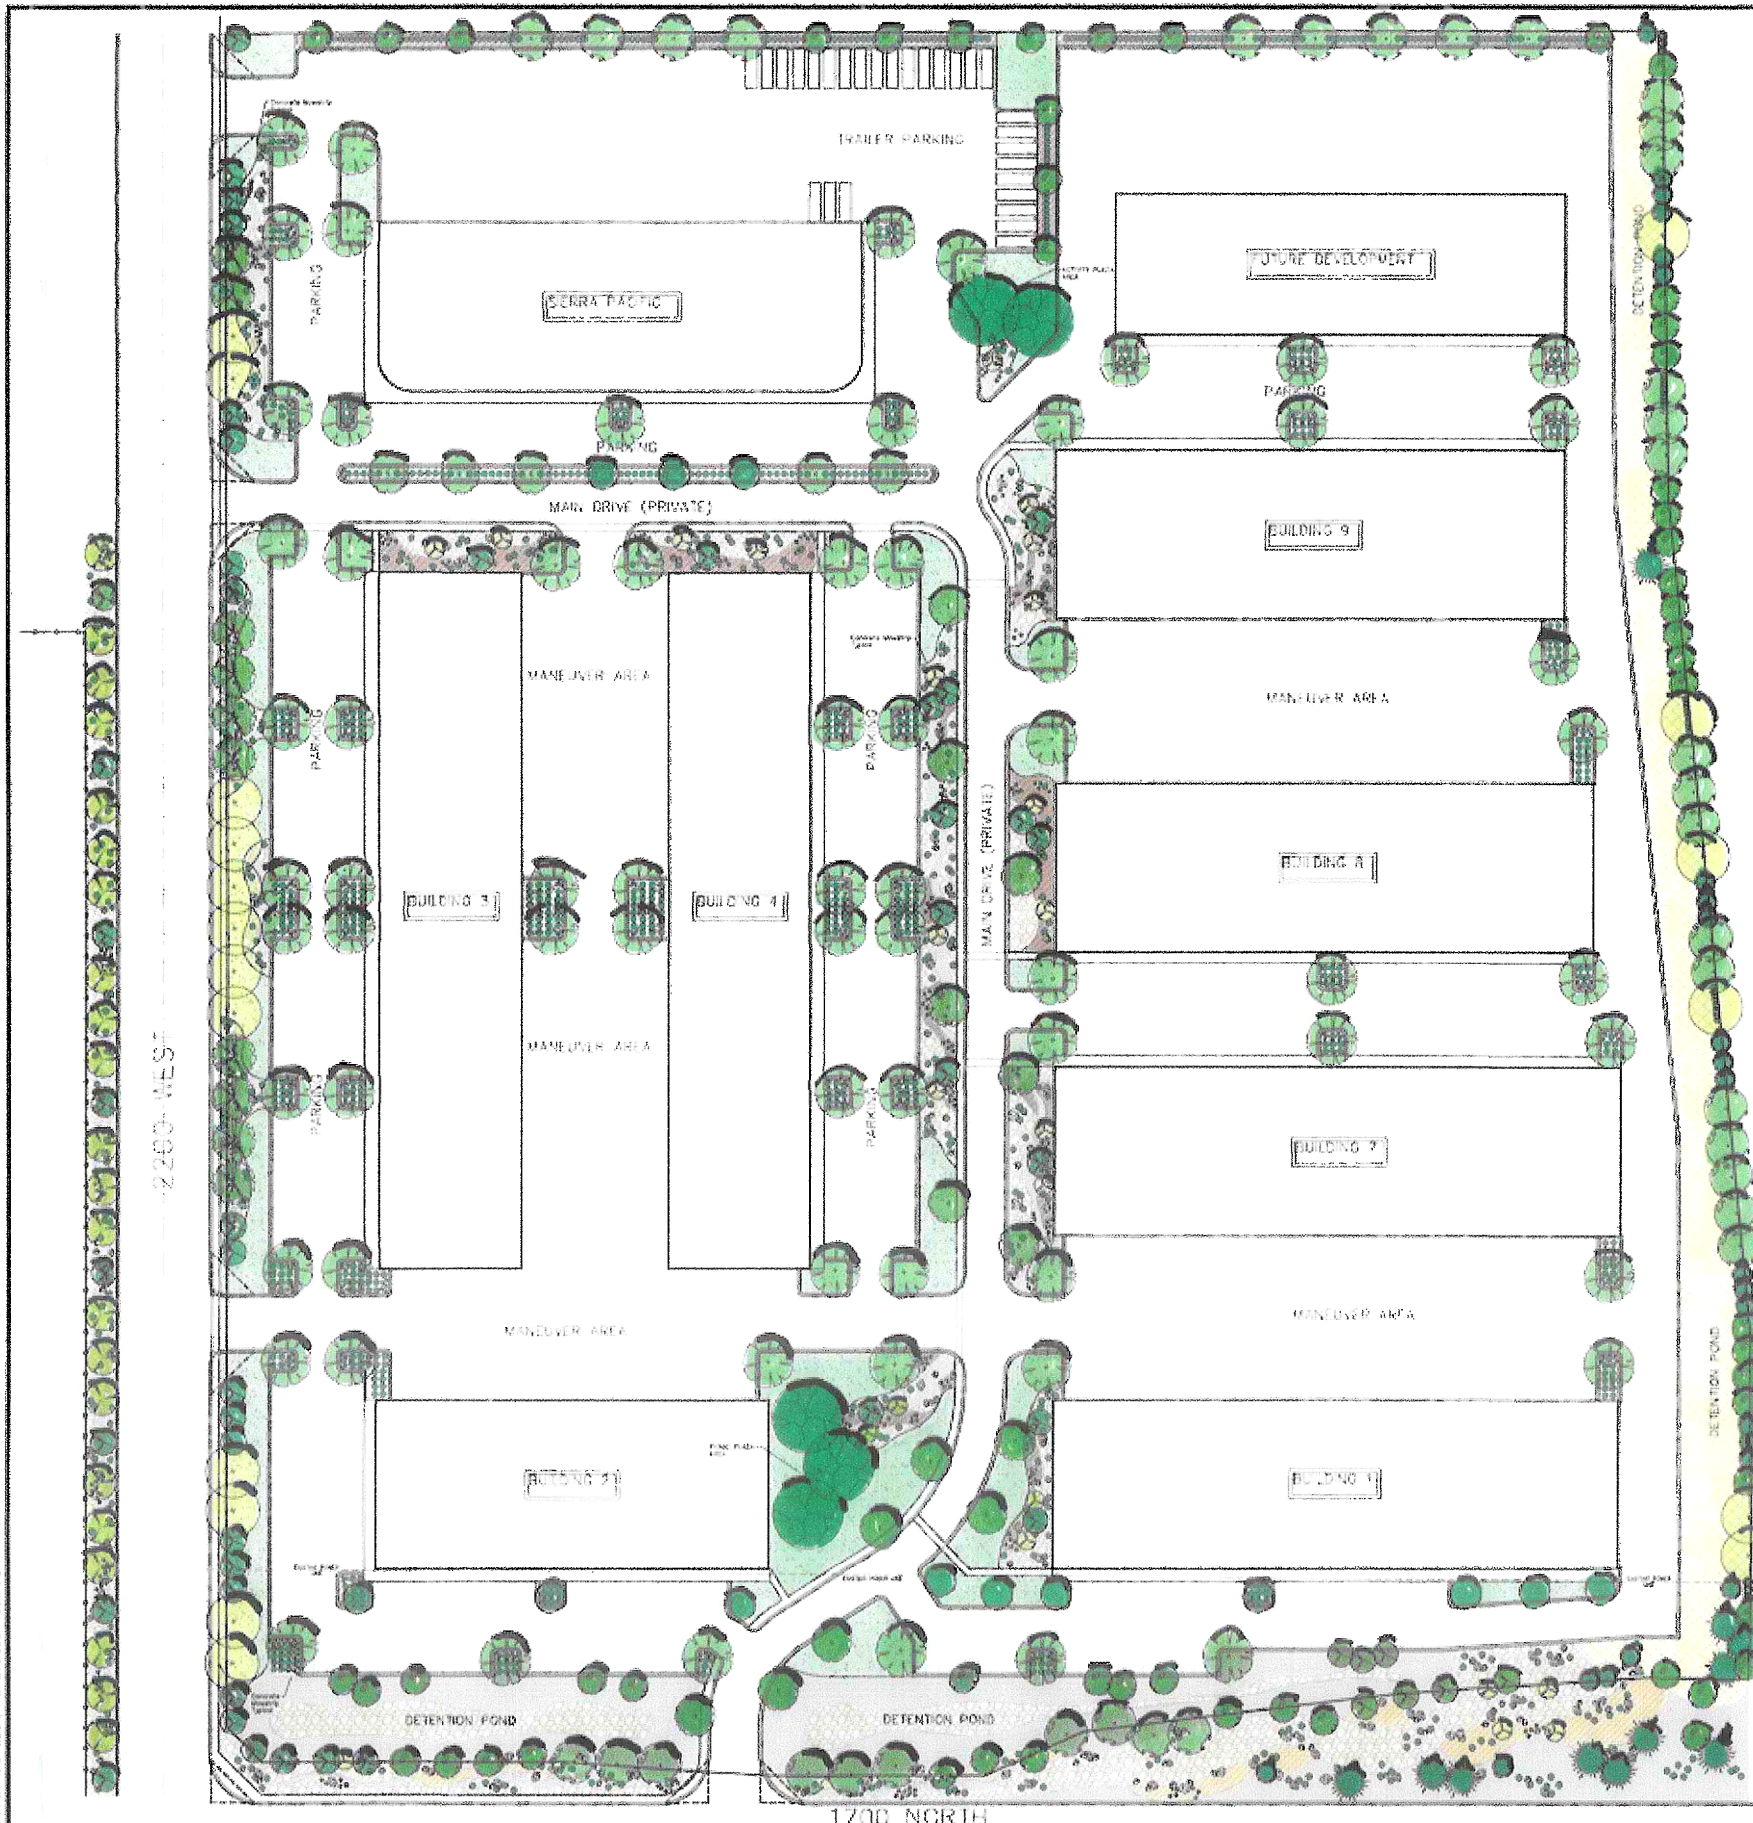 TRAILER PARKING
DETENTION POND
FUTURE DEVELOPMENT
PARKING
SIERRA PACIFIC
PARKING
PARKING
MAIN DRIVE (PRIVATE)
BUILDING 9
MANEUVER AREA
MANEUVER AREA
PARKING
PARKING
MAIN DRIVE (PRIVATE)
BUILDING 8
BUILDING 3
BUILDING 4
2200 WEST
MANEUVER AREA
PARKING
PARKING
BUILDING 7
MANEUVER AREA
MANEUVER AREA
DETENTION POND
BUILDING 2
BUILDING 1
DETENTION POND
DETENTION POND
1700 NORTH